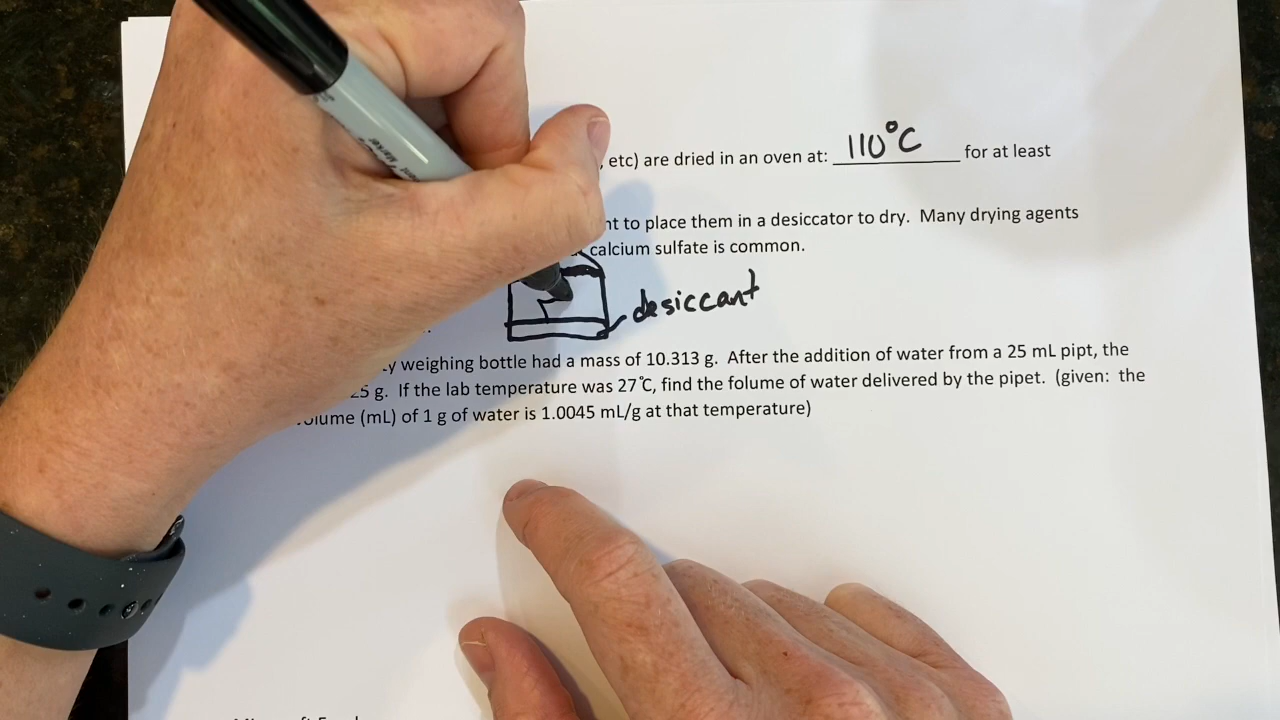 , etc) are dried in an oven at: 110°C for at least
to place them in a desiccator to dry. Many drying agents
calcium sulfate is common.
desiccant
weighing bottle had a mass of 10.313 g. After the addition of water from a 25 mL pipt, the
g. If the lab temperature was 27°C, find the folume of water delivered by the pipet. (given: the
(mL) of 1 g of water is 1.0045 mL/g at that temperature)